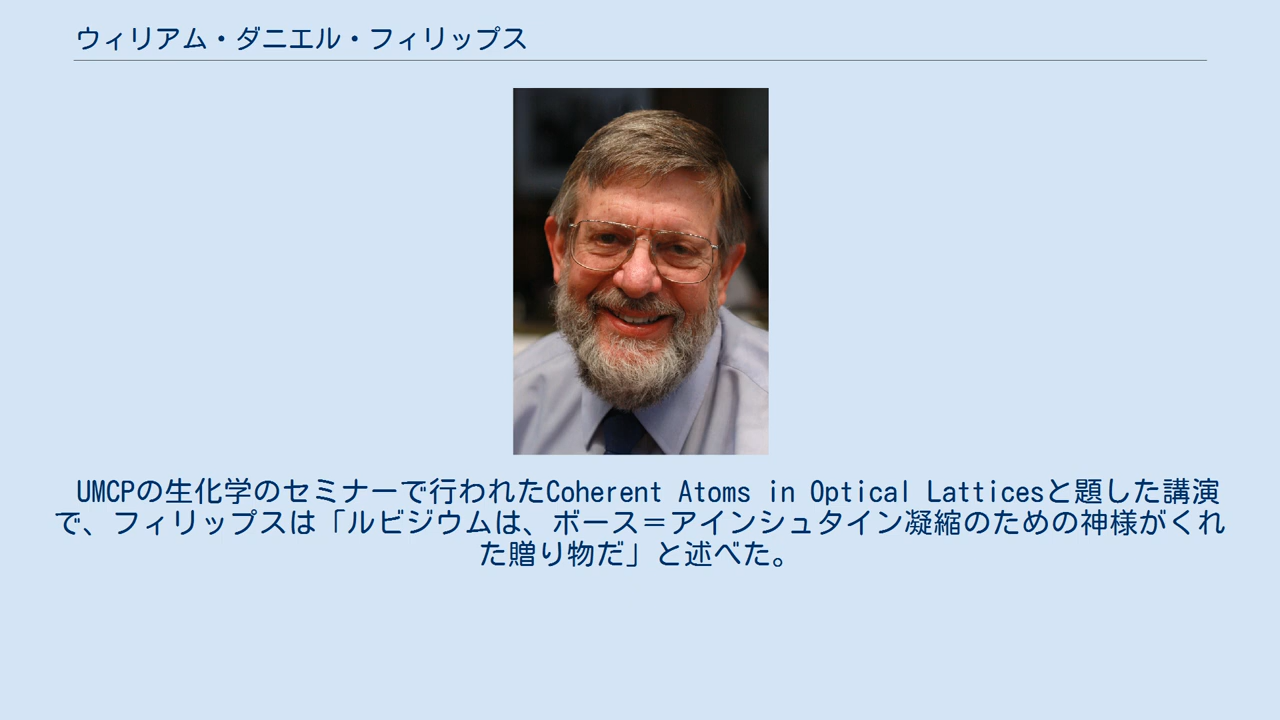 ウィリアム・ダニエル・フィリップス
UMCPの生化学のセミナーで行われたCoherent Atoms in Optical Latticesと題した講演
で、フィリップスは「ルビジウムは、ボース＝アインシュタイン凝縮のための神様がくれ
た贈り物だ」と述べた。